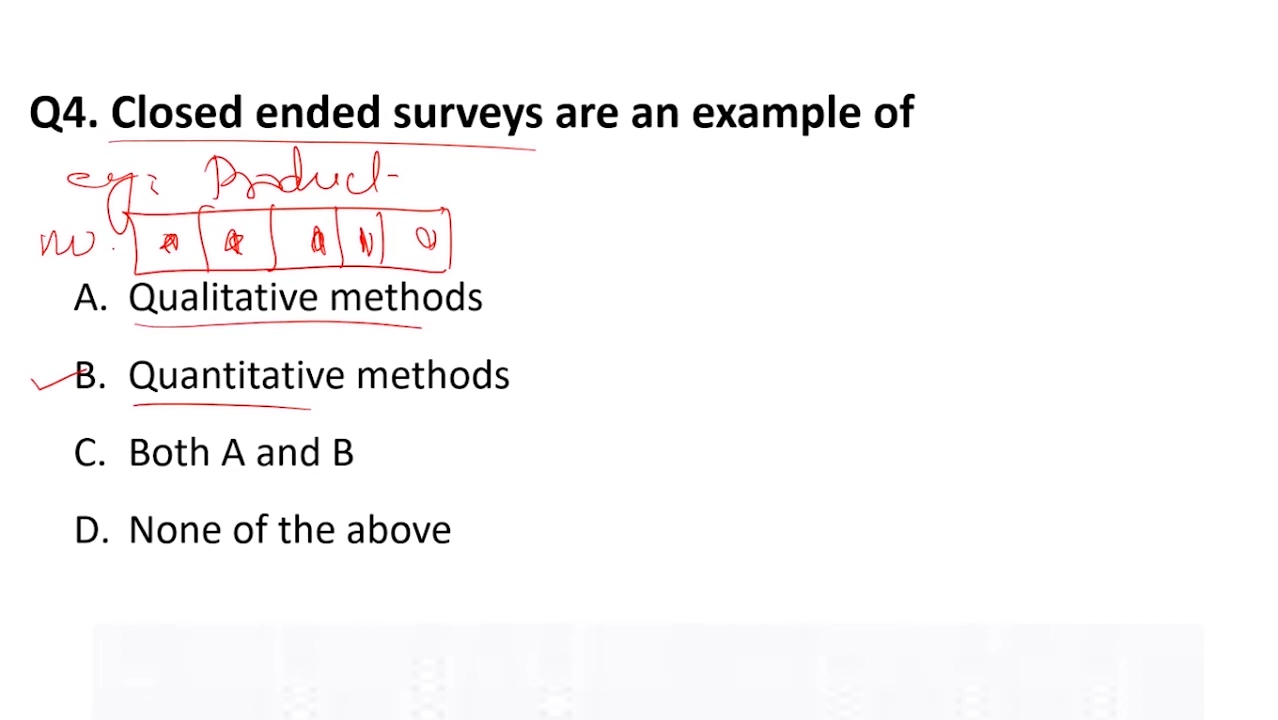 Q4. Closed ended surveys are an example of
eg: Product
A. Qualitative methods
B. Quantitative methods
C. Both A and B
D. None of the above